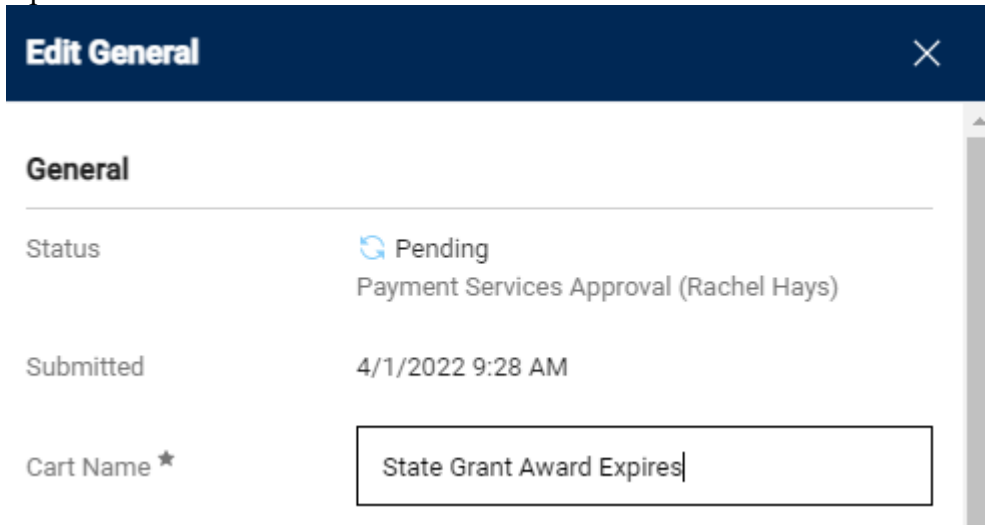 Edit General
General
Status
Pending
Payment Services Approval (Rachel Hays)
Submitted
4/1/2022 9:28 AM
Cart Name ★
State Grant Award Expires